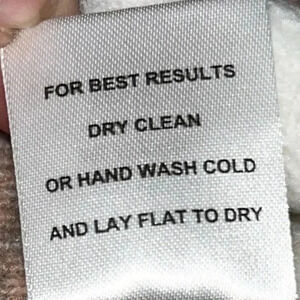 FOR BEST RESULTS
DRY CLEAN
OR HAND WASH COLD
AND LAY FLAT TO DRY